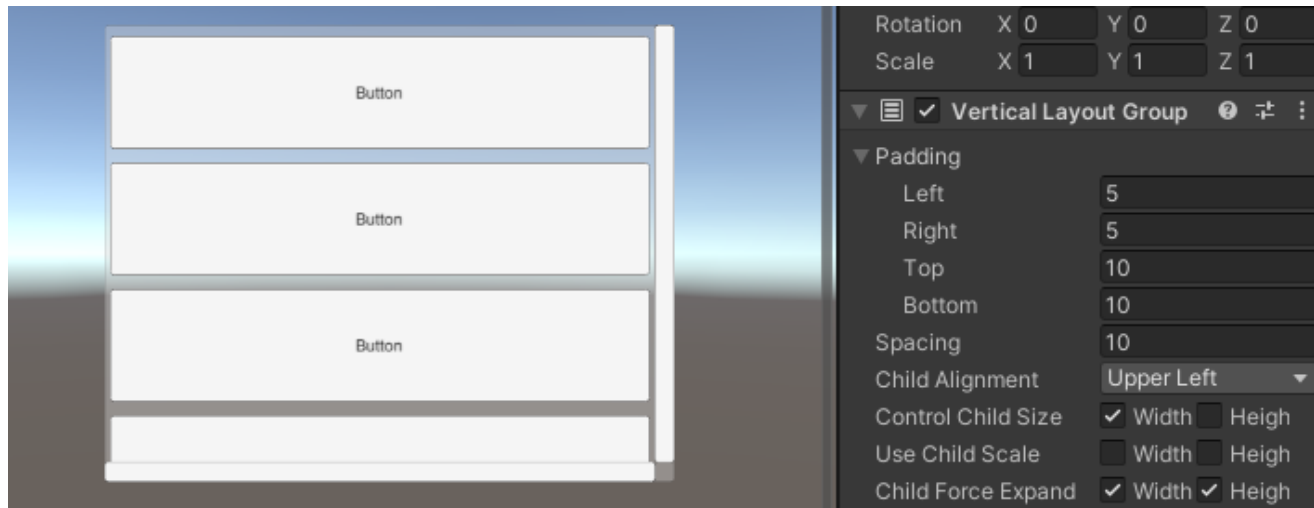 Button
Button
Button
Rotation X 0 Y 0 Z 0
Scale X 1 Y 1 Z 1
Vertical Layout Group
Padding
Left 5
Right 5
Top 10
Bottom 10
Spacing 10
Child Alignment Upper Left
Control Child Size Width Heigh
Use Child Scale Width Heigh
Child Force Expand Width Heigh